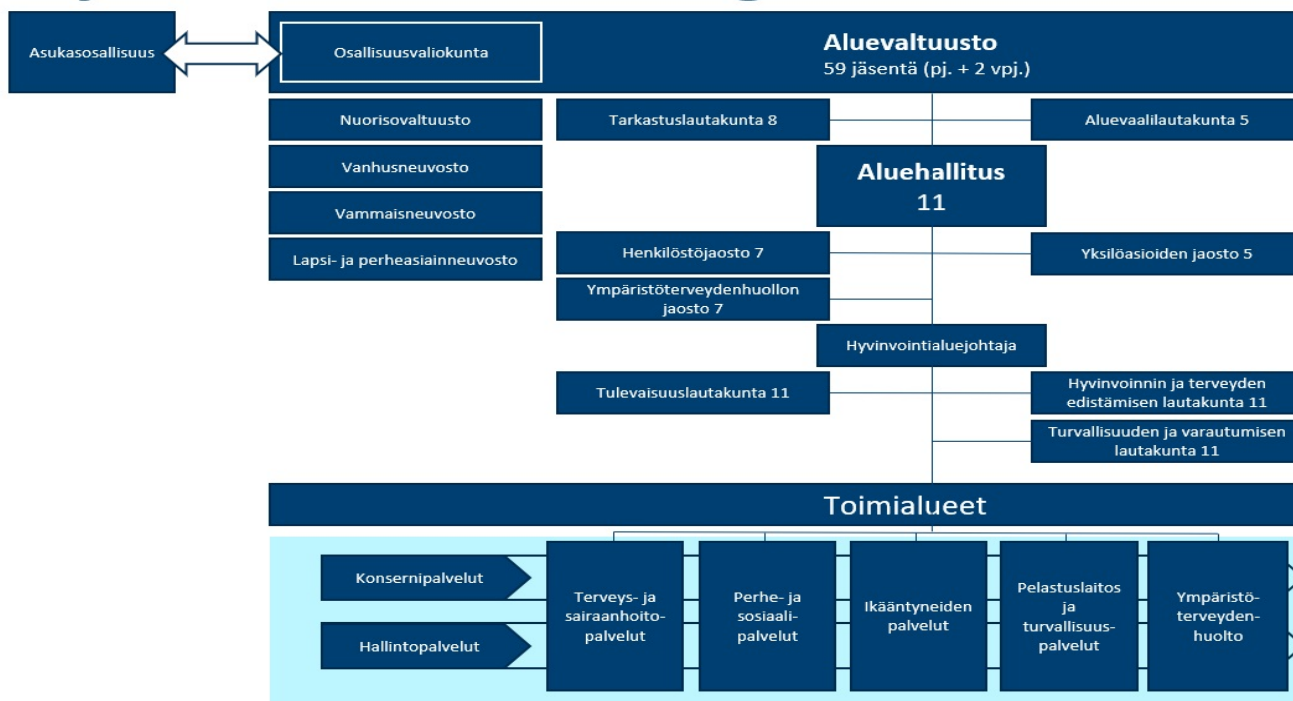 Asukasosallisuus
Osallisuusvaliokunta
Aluevaltuusto
59 jäsentä (pj. + 2 vpj.)
Nuorisovaltuusto
Tarkastuslautakunta 8
Aluevaalilautakunta 5
Vanhusneuvosto
Aluehallitus
11
Vammaisneuvosto
Lapsi- ja perheasiainneuvosto
Henkilöstöjaosto 7
Yksilöasioiden jaosto 5
Ympäristöterveydenhuollon
jaosto 7
Hyvinvointialuejohtaja
Tulevaisuuslautakunta 11
Hyvinvoinnin ja terveyden
edistämisen lautakunta 11
Turvallisuuden ja varautumisen
lautakunta 11
Toimialueet
Konsernipalvelut
Hallintopalvelut
Terveys- ja
sairaanhoito-
palvelut
Perhe- ja
sosiaali-
palvelut
Ikääntyneiden
palvelut
Pelastuslaitos
ja
turvallisuus-
palvelut
Ympäristö-
terveyden-
huolto